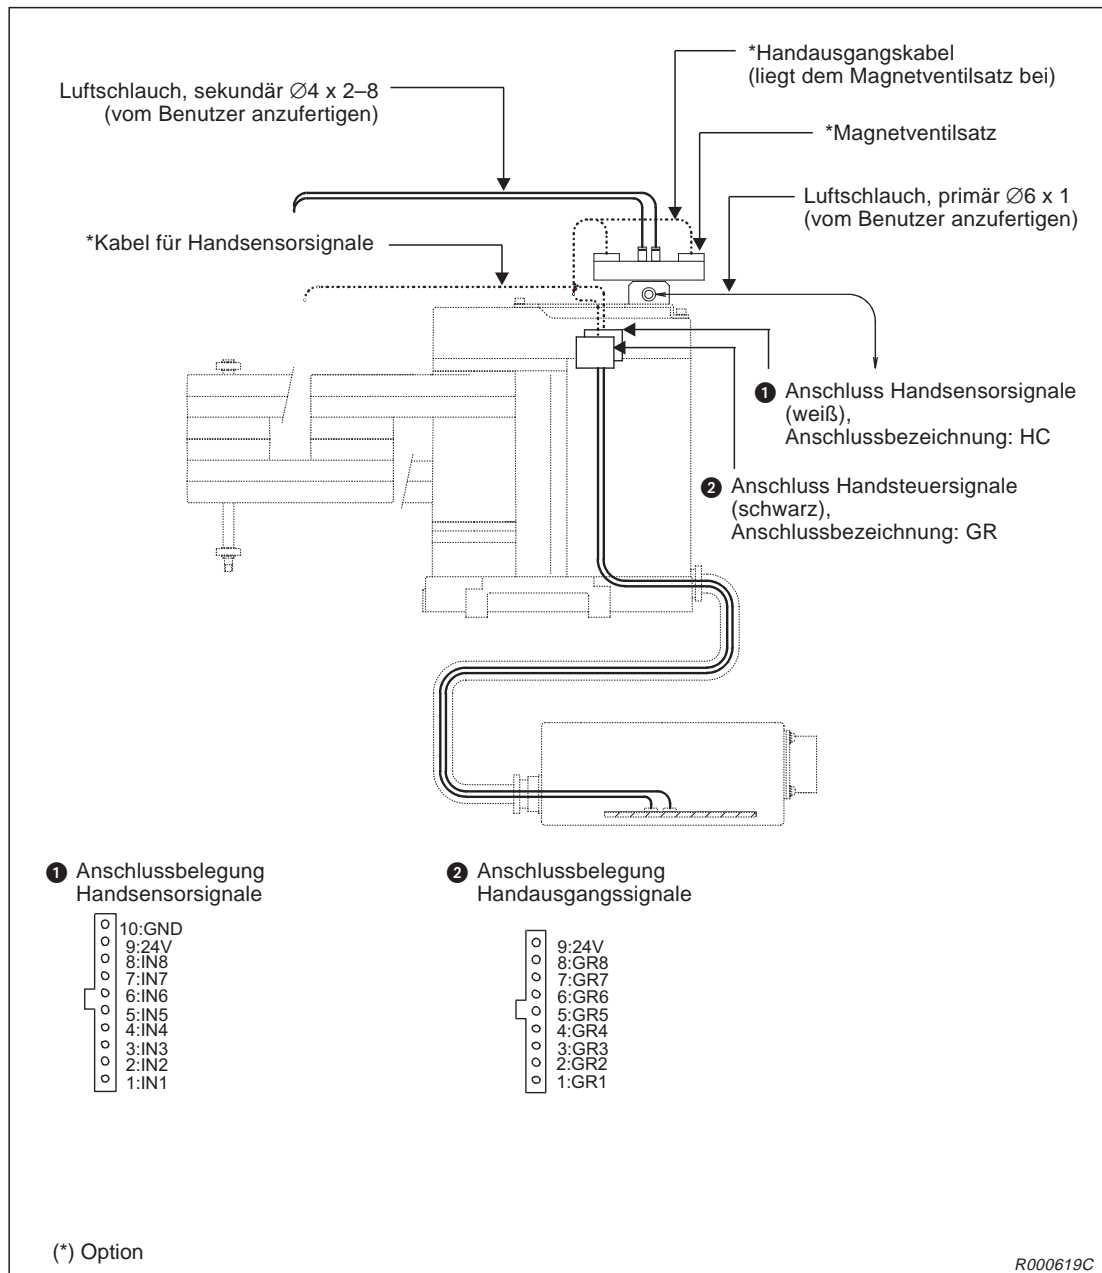 *Handausgangskabel
(liegt dem Magnetventilsatz bei)
Luftschlauch, sekundär ∅4 x 2–8
(vom Benutzer anzufertigen)
*Magnetventilsatz
Luftschlauch, primär ∅6 x 1
(vom Benutzer anzufertigen)
*Kabel für Handsensorsignale
❶ Anschluss Handsensorsignale
(weiß),
Anschlussbezeichnung: HC
❷ Anschluss Handsteuersignale
(schwarz),
Anschlussbezeichnung: GR
❶ Anschlussbelegung
Handsensorsignale
10:GND
9:24V
8:IN8
7:IN7
6:IN6
5:IN5
4:IN4
3:IN3
2:IN2
1:IN1
❷ Anschlussbelegung
Handausgangssignale
9:24V
8:GR8
7:GR7
6:GR6
5:GR5
4:GR4
3:GR3
2:GR2
1:GR1
(*) Option
R000619C